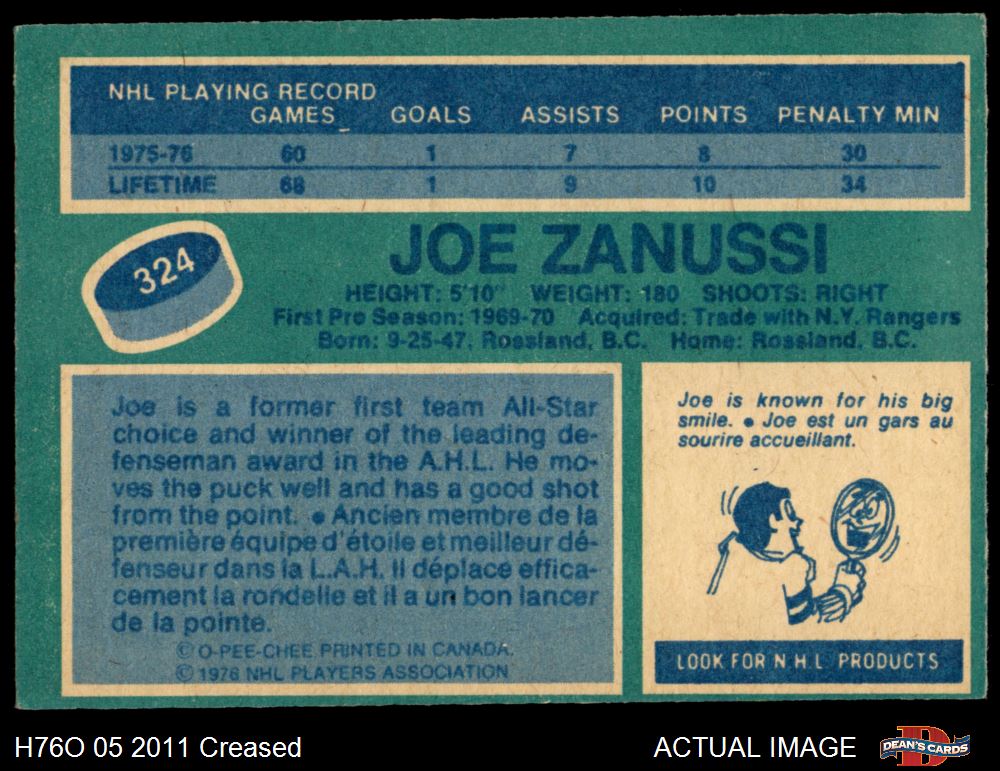 NHL PLAYING RECORD
GAMES GOALS ASSISTS POINTS PENALTY MIN
1975-76 60 1 7 8 30
LIFETIME 68 1 9 10 34
324
JOE ZANUSSI
HEIGHT: 5'10" WEIGHT: 180 SHOOTS: RIGHT
First Pro Season: 1969-70 Acquired: Trade with N.Y. Rangers
Born: 9-25-47, Rossland, B.C. Home: Rossland, B.C.
Joe is a former first team All-Star
choice and winner of the leading de-
fenseman award in the A.H.L. He mo-
ves the puck well and has a good shot
from the point. • Ancien membre de la
première équipe d'étoile et meilleur dé-
fenseur dans la L.A.H. Il déplace effica-
cement la rondelle et il a un bon lancer
de la pointe.
© O-PEE-CHEE PRINTED IN CANADA.
© 1976 NHL PLAYERS ASSOCIATION
Joe is known for his big
smile. • Joe est un gars au
sourire accueillant.
LOOK FOR N.H.L. PRODUCTS
H76O 05 2011 Creased
ACTUAL IMAGE
DEAN'S CARDS